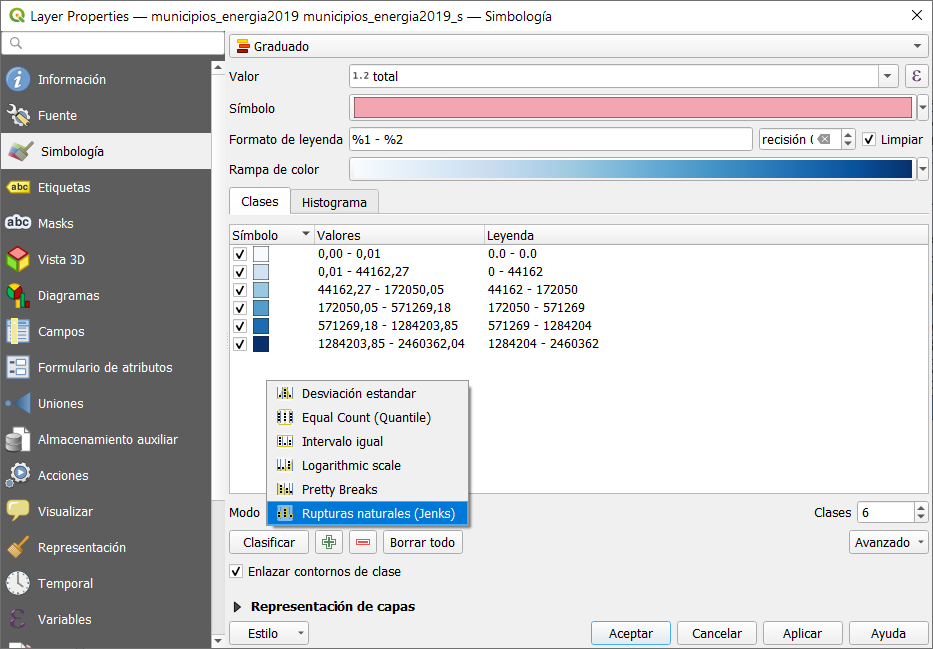 Layer Properties — municipios_energia2019 municipios_energia2019_s — Simbología
Información
Fuente
Simbología
abc Etiquetas
abc Masks
Vista 3D
Diagramas
Campos
Formulario de atributos
Uniones
Almacenamiento auxiliar
Acciones
Visualizar
Representación
Temporal
Variables
Graduado
Valor 1.2 total ε
Símbolo
Formato de leyenda %1 - %2 recisión ( Limpiar
Rampa de color
Clases Histograma
Símbolo Valores Leyenda
0,00 - 0,01 0.0 - 0.0
0,01 - 44162,27 0 - 44162
44162,27 - 172050,05 44162 - 172050
172050,05 - 571269,18 172050 - 571269
571269,18 - 1284203,85 571269 - 1284204
1284203,85 - 2460362,04 1284204 - 2460362
Desviación estandar
Equal Count (Quantile)
Intervalo igual
Logarithmic scale
Pretty Breaks
Rupturas naturales (Jenks)
Modo Clases 6
Clasificar Borrar todo Avanzado
Enlazar contornos de clase
Representación de capas
Estilo Aceptar Cancelar Aplicar Ayuda